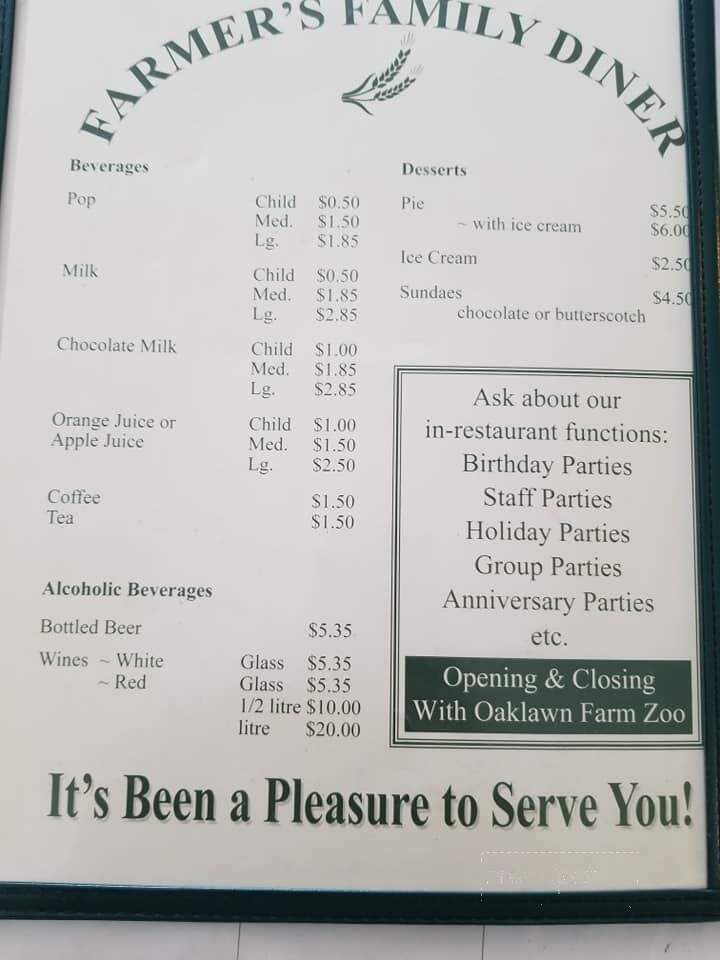 FARMER'S FAMILY DINER
Beverages
Pop Child $0.50
Med. $1.50
Lg. $1.85
Milk Child $0.50
Med. $1.85
Lg. $2.85
Chocolate Milk Child $1.00
Med. $1.85
Lg. $2.85
Orange Juice or Child $1.00
Apple Juice Med. $1.50
Lg. $2.50
Coffee $1.50
Tea $1.50
Alcoholic Beverages
Bottled Beer $5.35
Wines ~ White Glass $5.35
~ Red Glass $5.35
1/2 litre $10.00
litre $20.00
Desserts
Pie $5.50
~ with ice cream $6.00
Ice Cream $2.50
Sundaes $4.50
chocolate or butterscotch
Ask about our
in-restaurant functions:
Birthday Parties
Staff Parties
Holiday Parties
Group Parties
Anniversary Parties
etc.
Opening & Closing
With Oaklawn Farm Zoo
It's Been a Pleasure to Serve You!